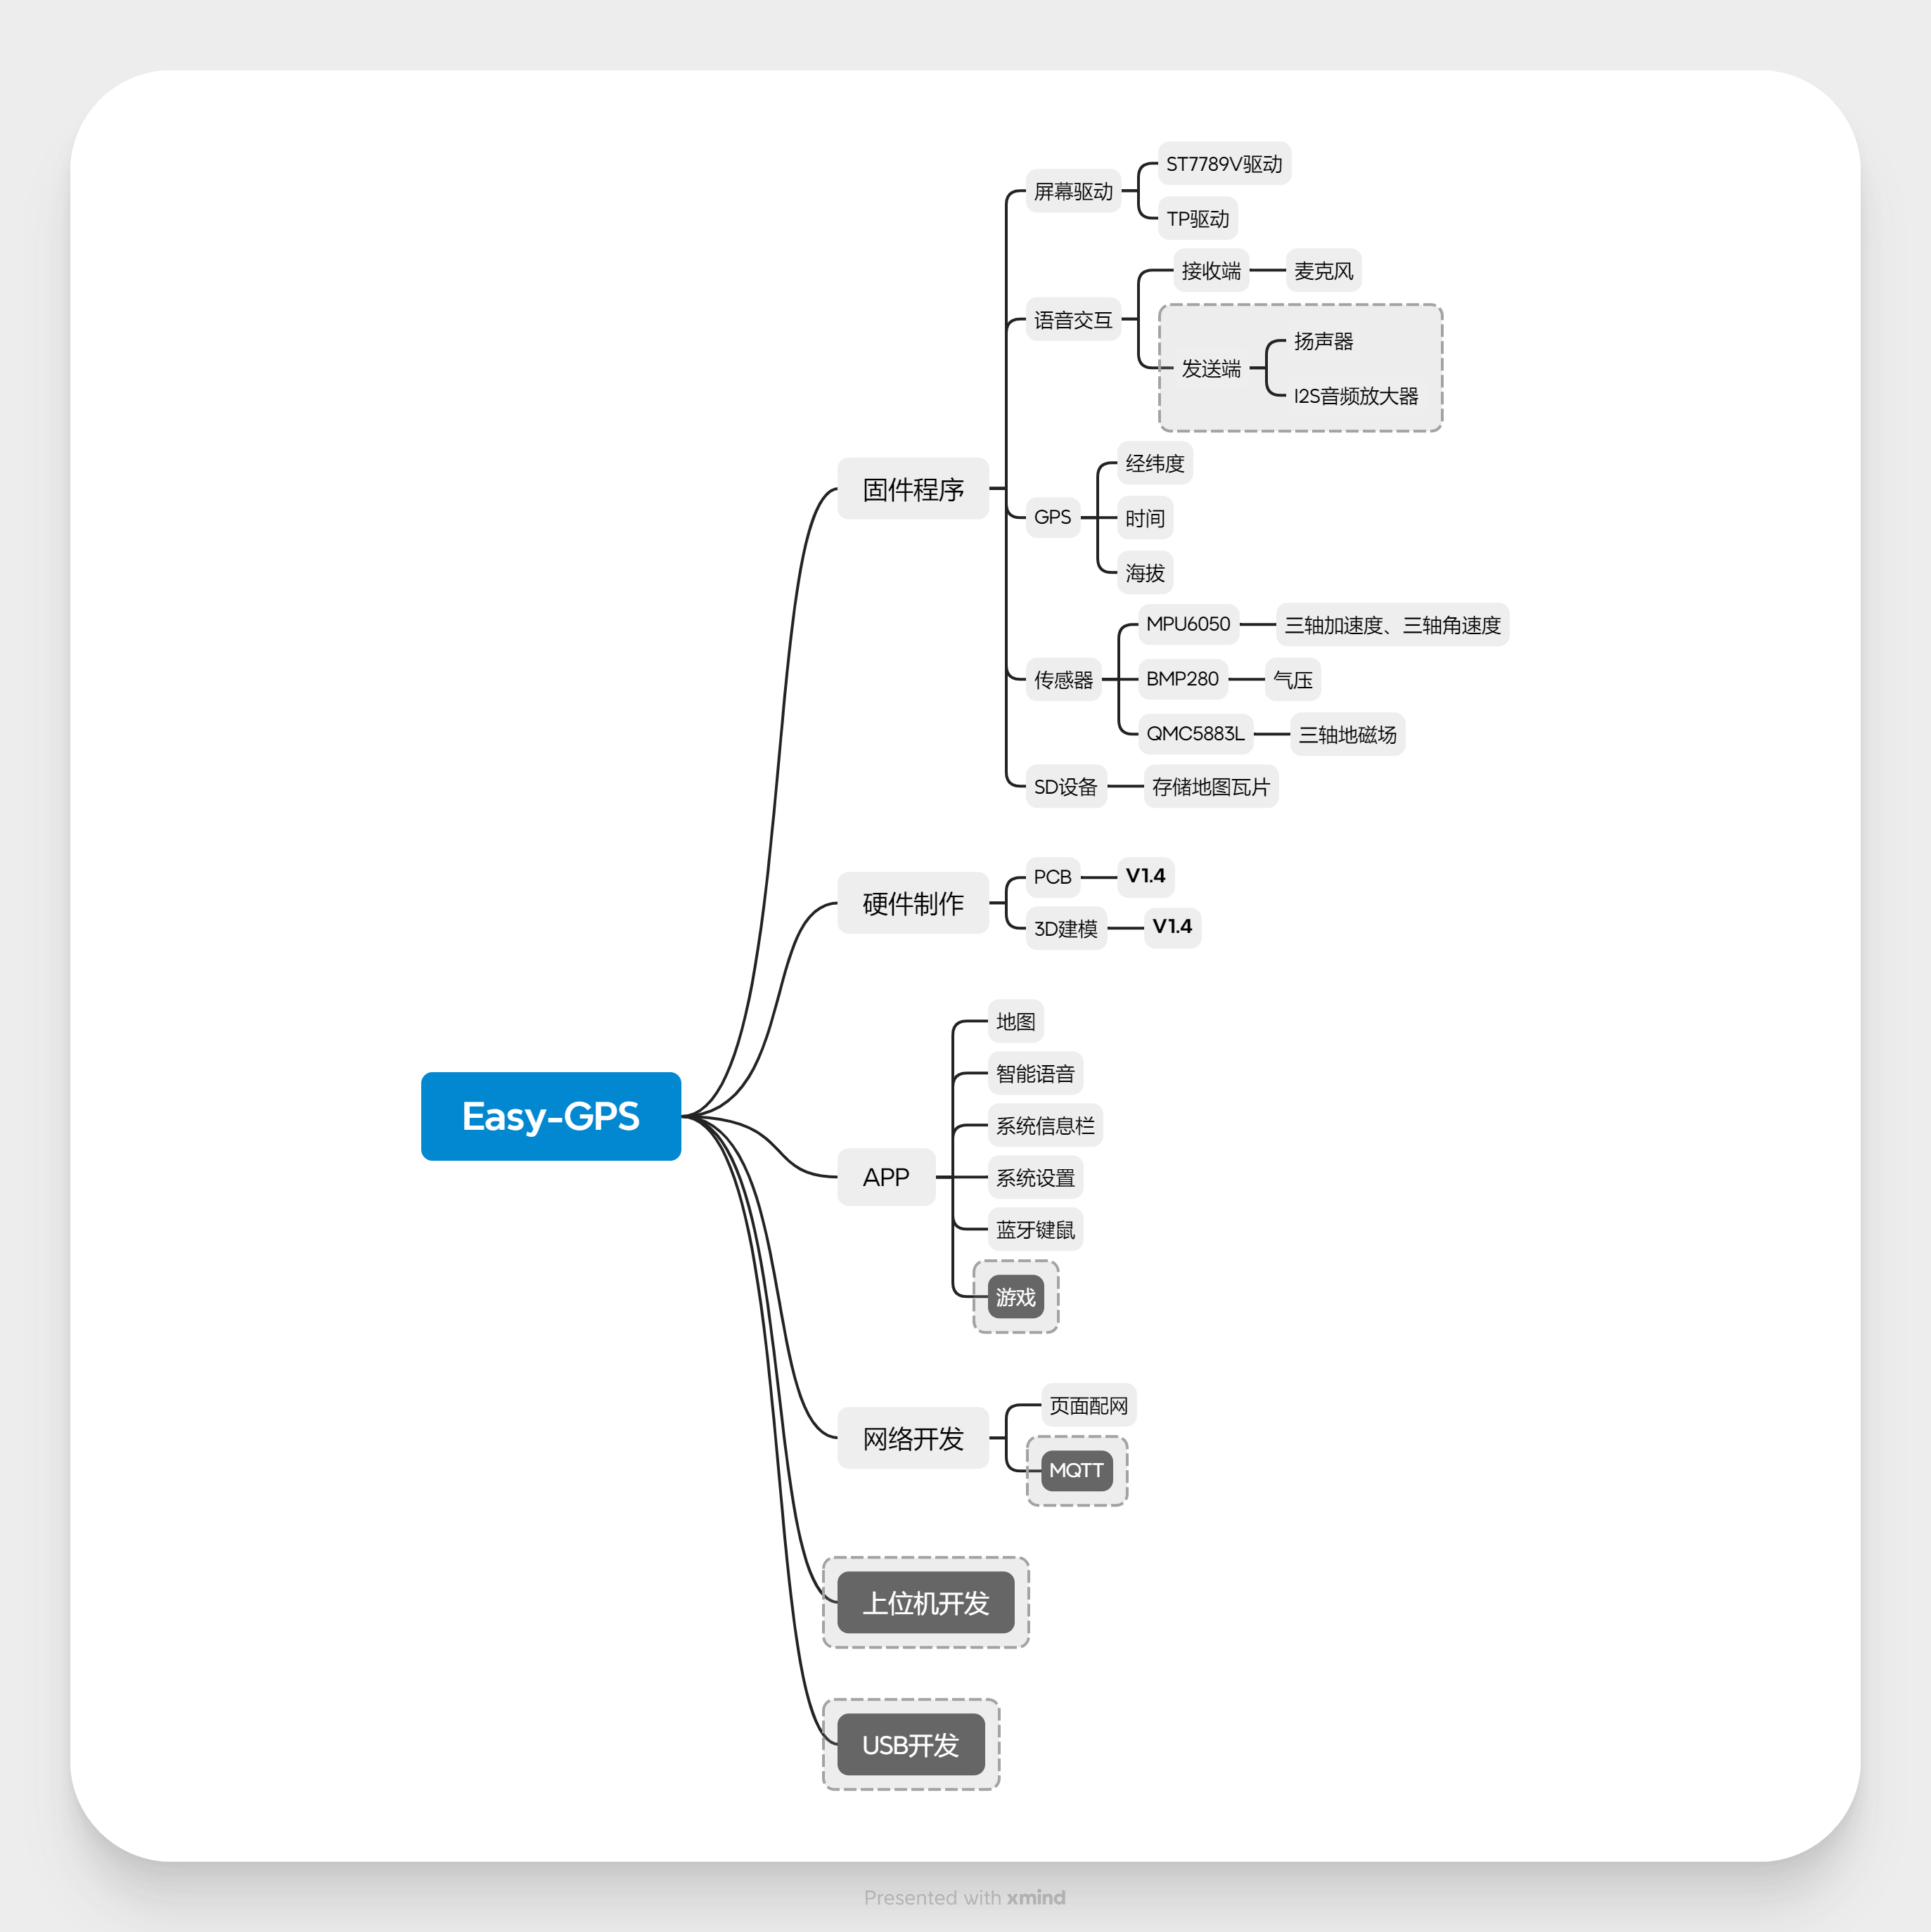 Easy-GPS
固件程序
屏幕驱动
ST7789V驱动
TP驱动
语音交互
接收端
麦克风
发送端
扬声器
I2S音频放大器
GPS
经纬度
时间
海拔
传感器
MPU6050
三轴加速度、三轴角速度
BMP280
气压
QMC5883L
三轴地磁场
SD设备
存储地图瓦片
硬件制作
PCB
V1.4
3D建模
V1.4
APP
地图
智能语音
系统信息栏
系统设置
蓝牙键鼠
游戏
网络开发
页面配网
MQTT
上位机开发
USB开发
Presented with xmind